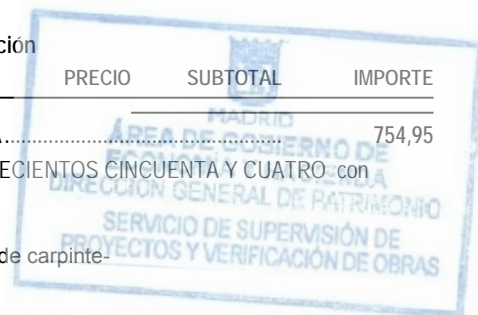 ción
PRECIO SUBTOTAL IMPORTE
MADRID
A.................................................................. 754,95
ÁREA DE GOBIERNO DE
ECIENTOS CINCUENTA Y CUATRO con
DIRECCIÓN GENERAL DE PATRIMONIO
SERVICIO DE SUPERVISIÓN DE
de carpinte-
PROYECTOS Y VERIFICACIÓN DE OBRAS